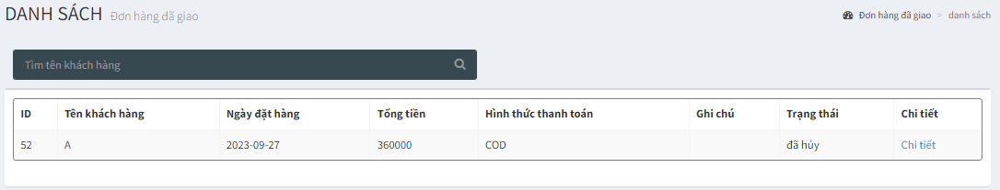 DANH SÁCH Đơn hàng đã giao
Đơn hàng đã giao > danh sách
Tìm tên khách hàng
ID Tên khách hàng Ngày đặt hàng Tổng tiền Hình thức thanh toán Ghi chú Trạng thái Chi tiết
52 A 2023-09-27 360000 COD đã hủy Chi tiết